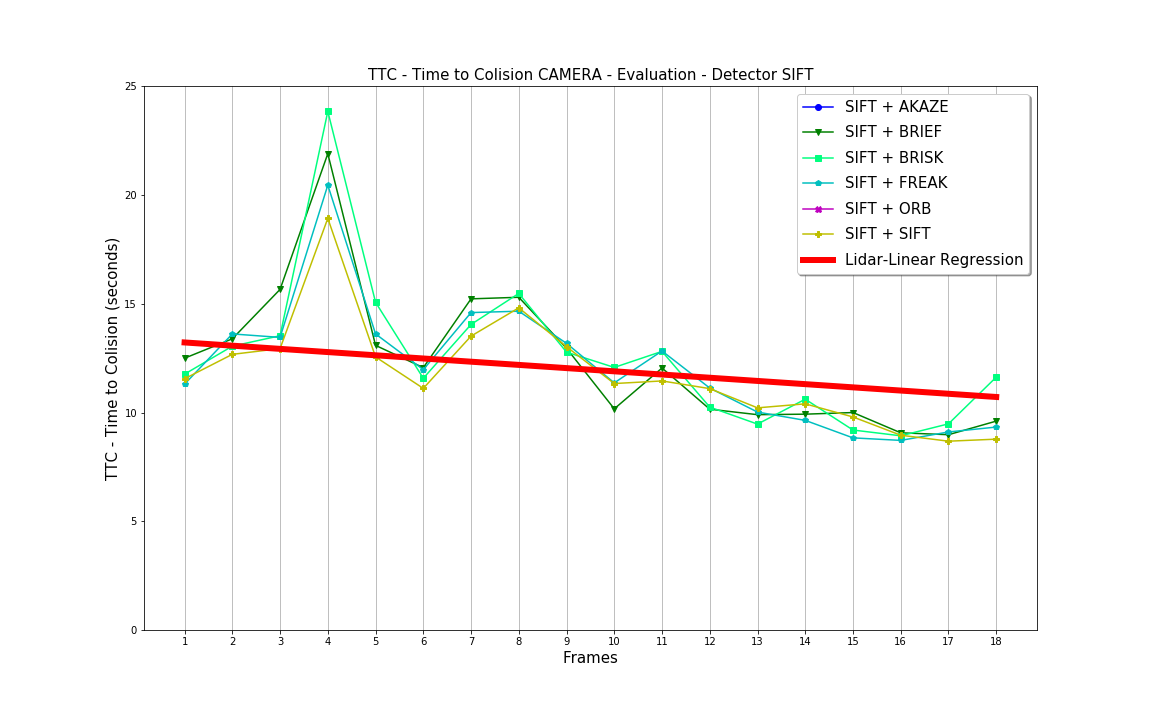 TTC - Time to Colision CAMERA - Evaluation - Detector SIFT
25
20
15
10
5
0
TTC - Time to Colision (seconds)
SIFT + AKAZE
SIFT + BRIEF
SIFT + BRISK
SIFT + FREAK
SIFT + ORB
SIFT + SIFT
Lidar-Linear Regression
1 2 3 4 5 6 7 8 9 10 11 12 13 14 15 16 17 18
Frames